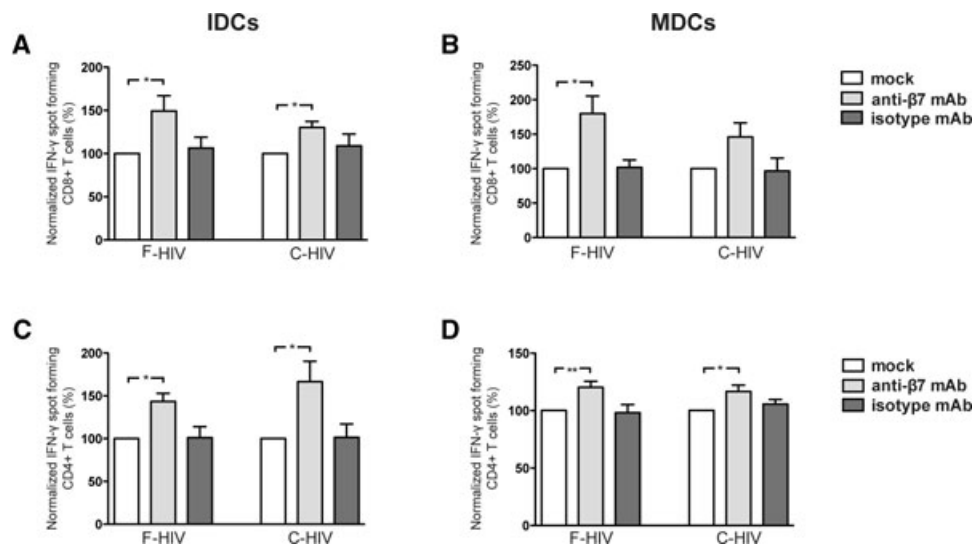 IDCs
MDCs
A
Normalized IFN-γ spot forming
CD8+ T cells (%)
200
150
100
50
0
*
*
F-HIV
C-HIV
B
Normalized IFN-γ spot forming
CD8+ T cells (%)
250
200
150
100
50
0
*
F-HIV
C-HIV
mock
anti-β7 mAb
isotype mAb
C
Normalized IFN-γ spot forming
CD4+ T cells (%)
200
150
100
50
0
*
*
F-HIV
C-HIV
D
Normalized IFN-γ spot forming
CD4+ T cells (%)
150
100
50
0
**
*
F-HIV
C-HIV
mock
anti-β7 mAb
isotype mAb